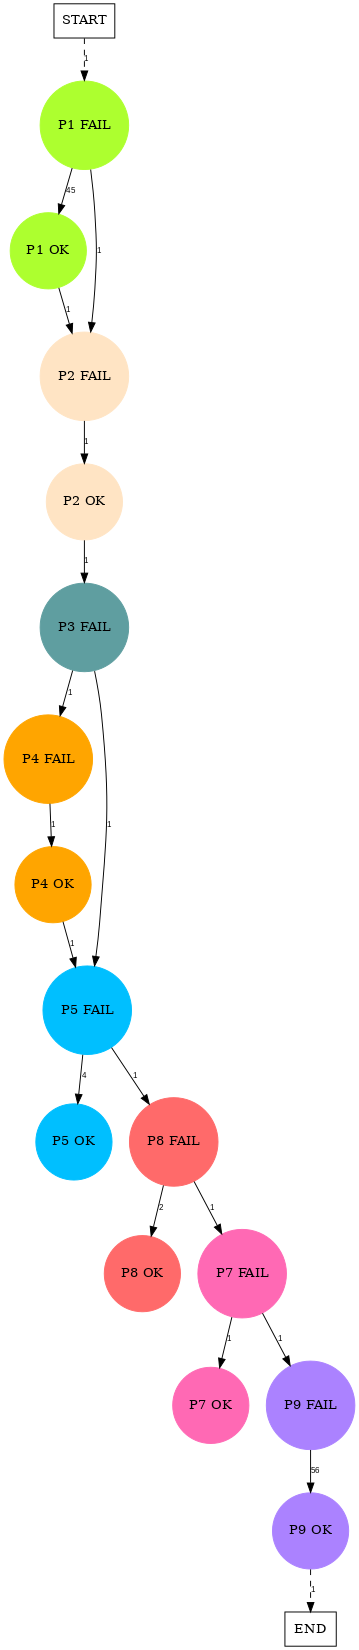 START
1
P1 FAIL
45
P1 OK
1
1
P2 FAIL
1
P2 OK
1
P3 FAIL
1
P4 FAIL
1
1
P4 OK
1
P5 FAIL
4
1
P5 OK
P8 FAIL
2
1
P8 OK
P7 FAIL
1
1
P7 OK
P9 FAIL
56
P9 OK
1
END